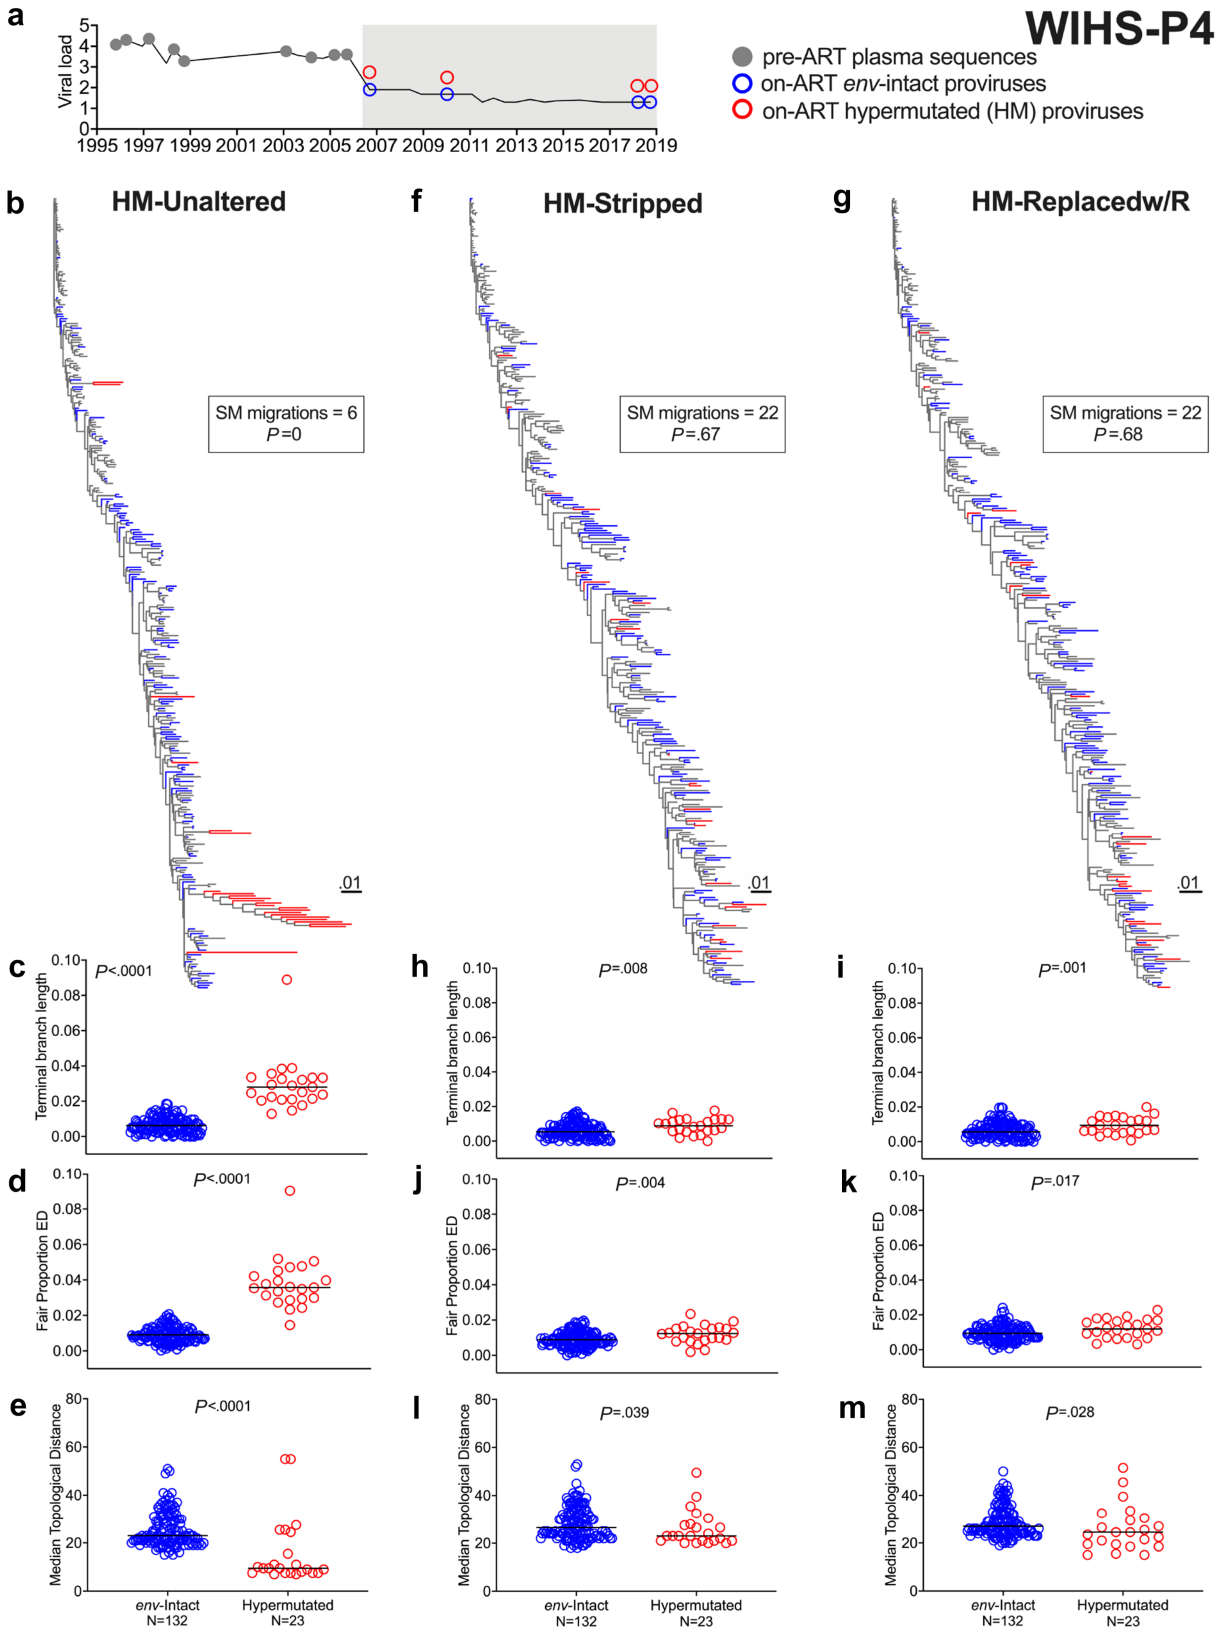 a
WIHS-P4
Viral load
5
4
3
2
1
0
1995 1997 1999 2001 2003 2005 2007 2009 2011 2013 2015 2017 2019
pre-ART plasma sequences
on-ART env-intact proviruses
on-ART hypermutated (HM) proviruses
b
HM-Unaltered
SM migrations = 6
P=0
.01
f
HM-Stripped
SM migrations = 22
P=.67
.01
g
HM-Replacedw/R
SM migrations = 22
P=.68
.01
c
P<.0001
Terminal branch length
0.10
0.08
0.06
0.04
0.02
0.00
h
P=.008
Terminal branch length
0.10
0.08
0.06
0.04
0.02
0.00
i
P=.001
Terminal branch length
0.10
0.08
0.06
0.04
0.02
0.00
d
P<.0001
Fair Proportion ED
0.10
0.08
0.06
0.04
0.02
0.00
j
P=.004
Fair Proportion ED
0.10
0.08
0.06
0.04
0.02
0.00
k
P=.017
Fair Proportion ED
0.10
0.08
0.06
0.04
0.02
0.00
e
P<.0001
Median Topological Distance
80
60
40
20
0
env-Intact
N=132
Hypermutated
N=23
l
P=.039
Median Topological Distance
80
60
40
20
0
env-Intact
N=132
Hypermutated
N=23
m
P=.028
Median Topological Distance
80
60
40
20
0
env-Intact
N=132
Hypermutated
N=23